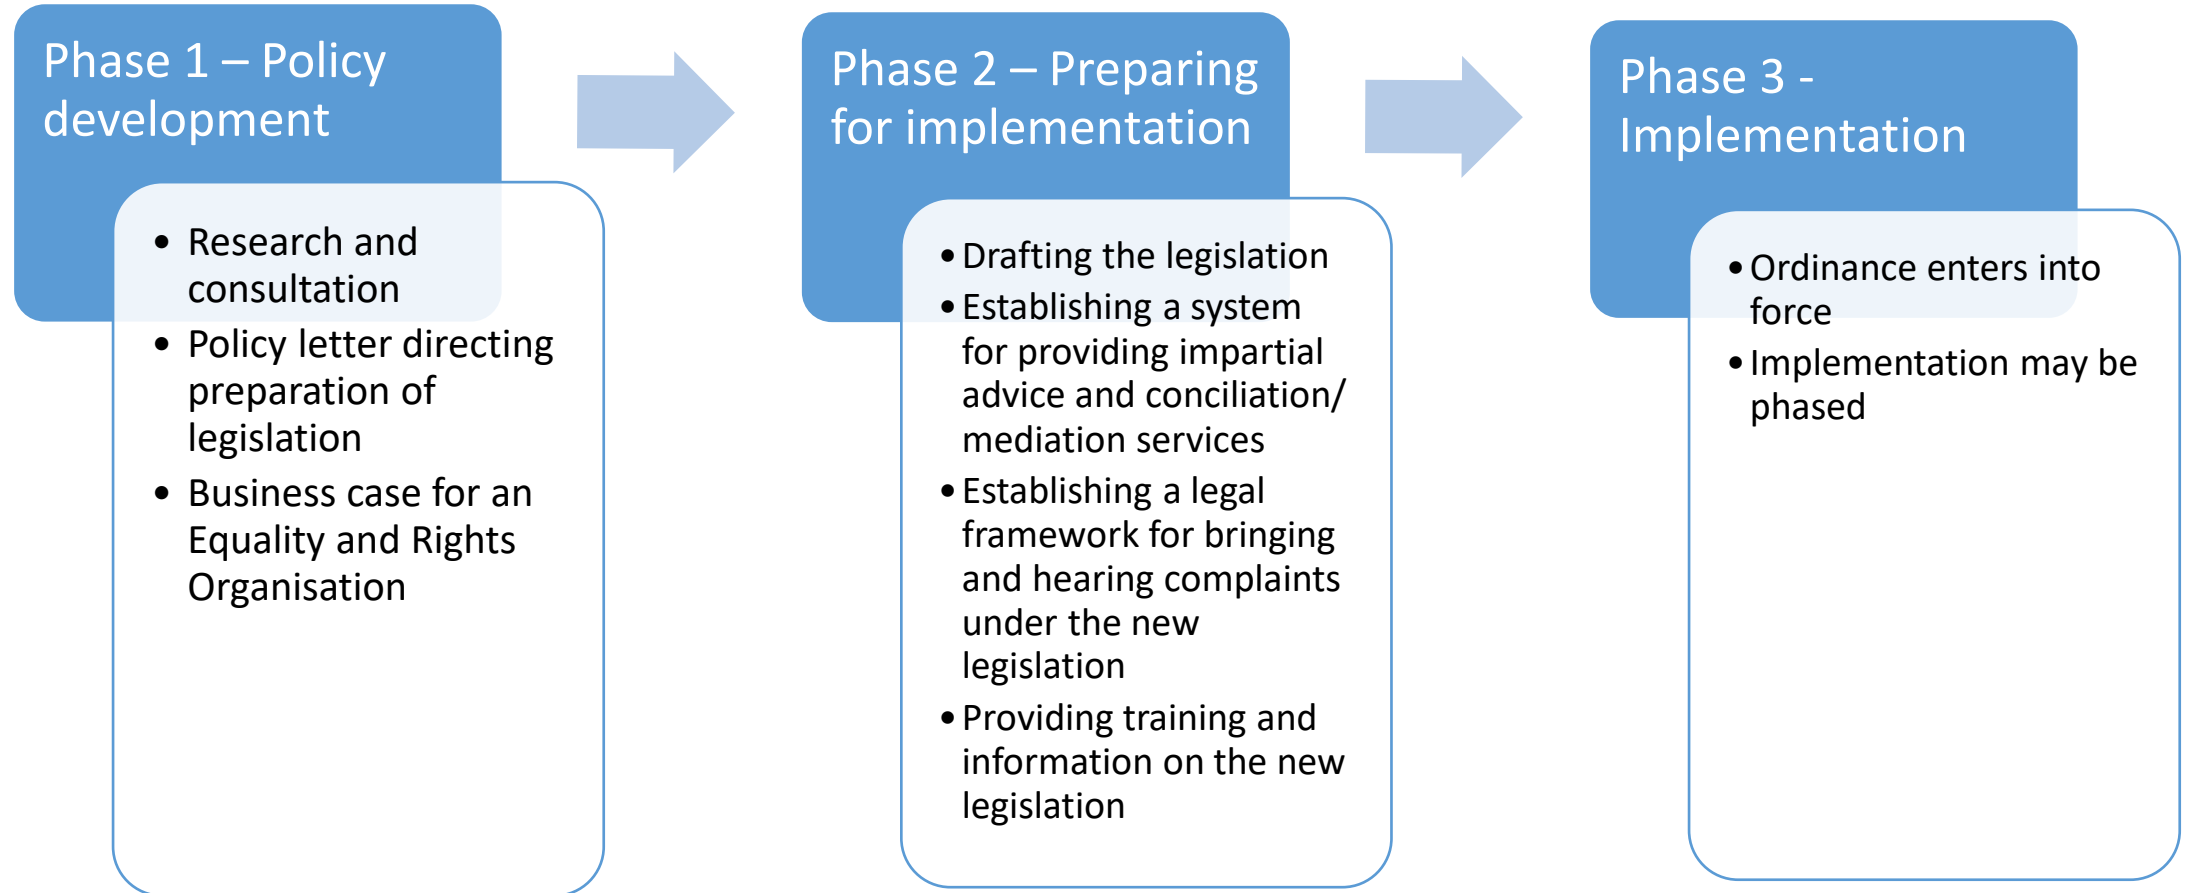 Phase 1 – Policy
development
• Research and
consultation
• Policy letter directing
preparation of
legislation
• Business case for an
Equality and Rights
Organisation
Phase 2 – Preparing
for implementation
• Drafting the legislation
• Establishing a system
for providing impartial
advice and conciliation/
mediation services
• Establishing a legal
framework for bringing
and hearing complaints
under the new
legislation
• Providing training and
information on the new
legislation
Phase 3 -
Implementation
• Ordinance enters into
force
• Implementation may be
phased